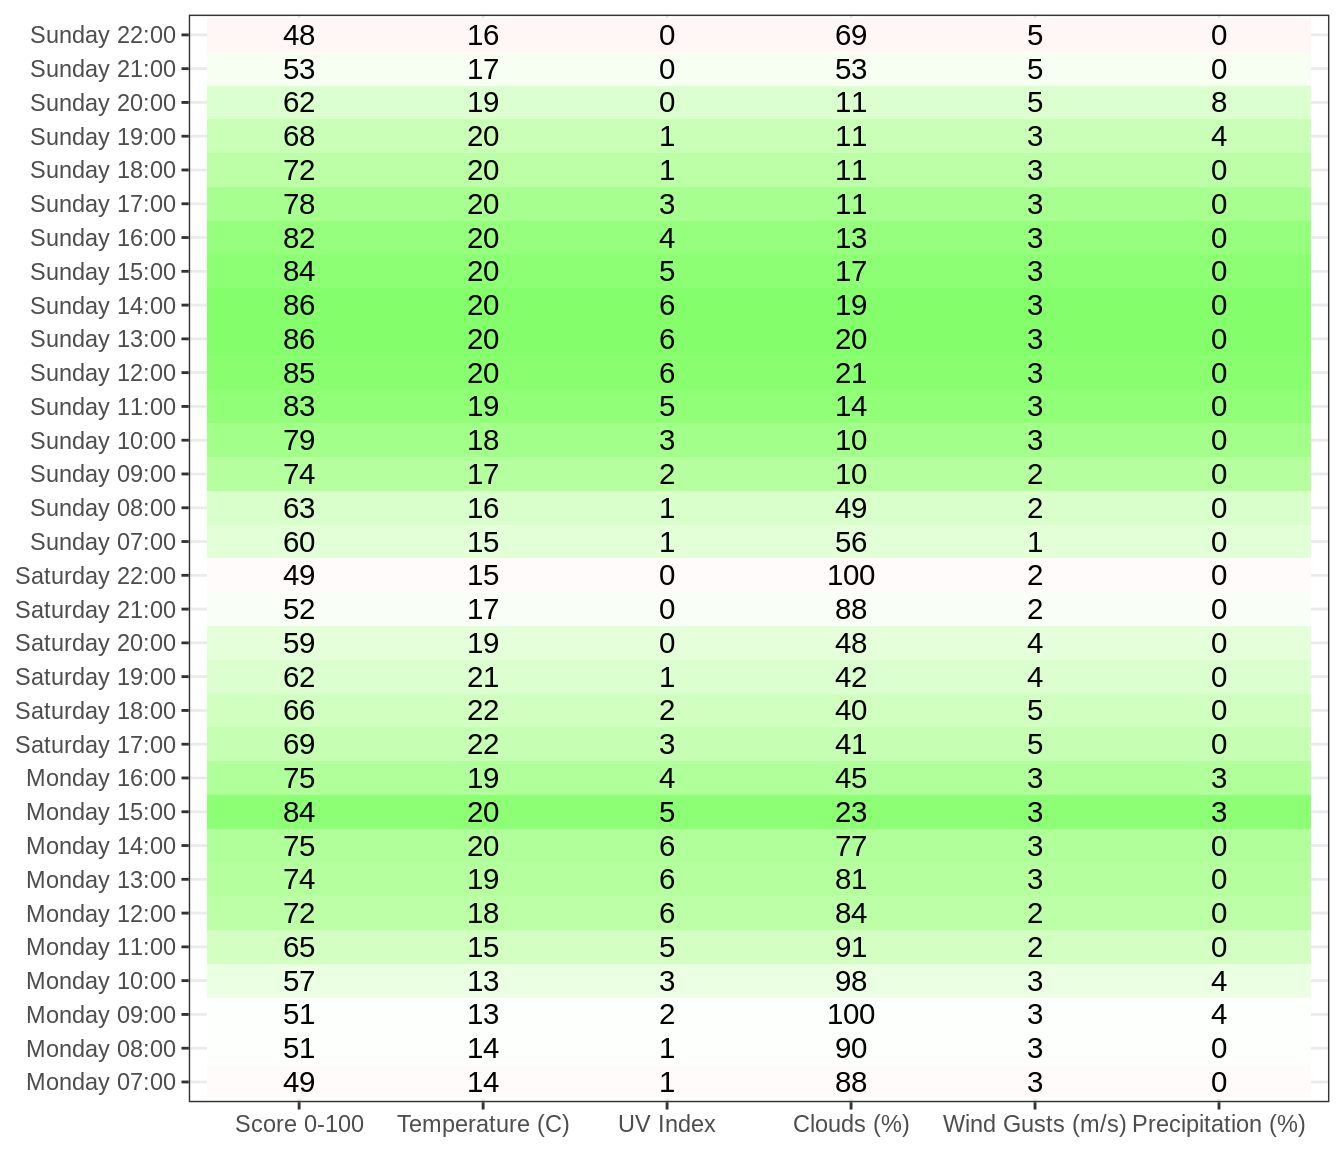 Sunday 22:00 48 16 0 69 5 0
Sunday 21:00 53 17 0 53 5 0
Sunday 20:00 62 19 0 11 5 8
Sunday 19:00 68 20 1 11 3 4
Sunday 18:00 72 20 1 11 3 0
Sunday 17:00 78 20 3 11 3 0
Sunday 16:00 82 20 4 13 3 0
Sunday 15:00 84 20 5 17 3 0
Sunday 14:00 86 20 6 19 3 0
Sunday 13:00 86 20 6 20 3 0
Sunday 12:00 85 20 6 21 3 0
Sunday 11:00 83 19 5 14 3 0
Sunday 10:00 79 18 3 10 3 0
Sunday 09:00 74 17 2 10 2 0
Sunday 08:00 63 16 1 49 2 0
Sunday 07:00 60 15 1 56 1 0
Saturday 22:00 49 15 0 100 2 0
Saturday 21:00 52 17 0 88 2 0
Saturday 20:00 59 19 0 48 4 0
Saturday 19:00 62 21 1 42 4 0
Saturday 18:00 66 22 2 40 5 0
Saturday 17:00 69 22 3 41 5 0
Monday 16:00 75 19 4 45 3 3
Monday 15:00 84 20 5 23 3 3
Monday 14:00 75 20 6 77 3 0
Monday 13:00 74 19 6 81 3 0
Monday 12:00 72 18 6 84 2 0
Monday 11:00 65 15 5 91 2 0
Monday 10:00 57 13 3 98 3 4
Monday 09:00 51 13 2 100 3 4
Monday 08:00 51 14 1 90 3 0
Monday 07:00 49 14 1 88 3 0
Score 0-100 Temperature (C) UV Index Clouds (%) Wind Gusts (m/s) Precipitation (%)